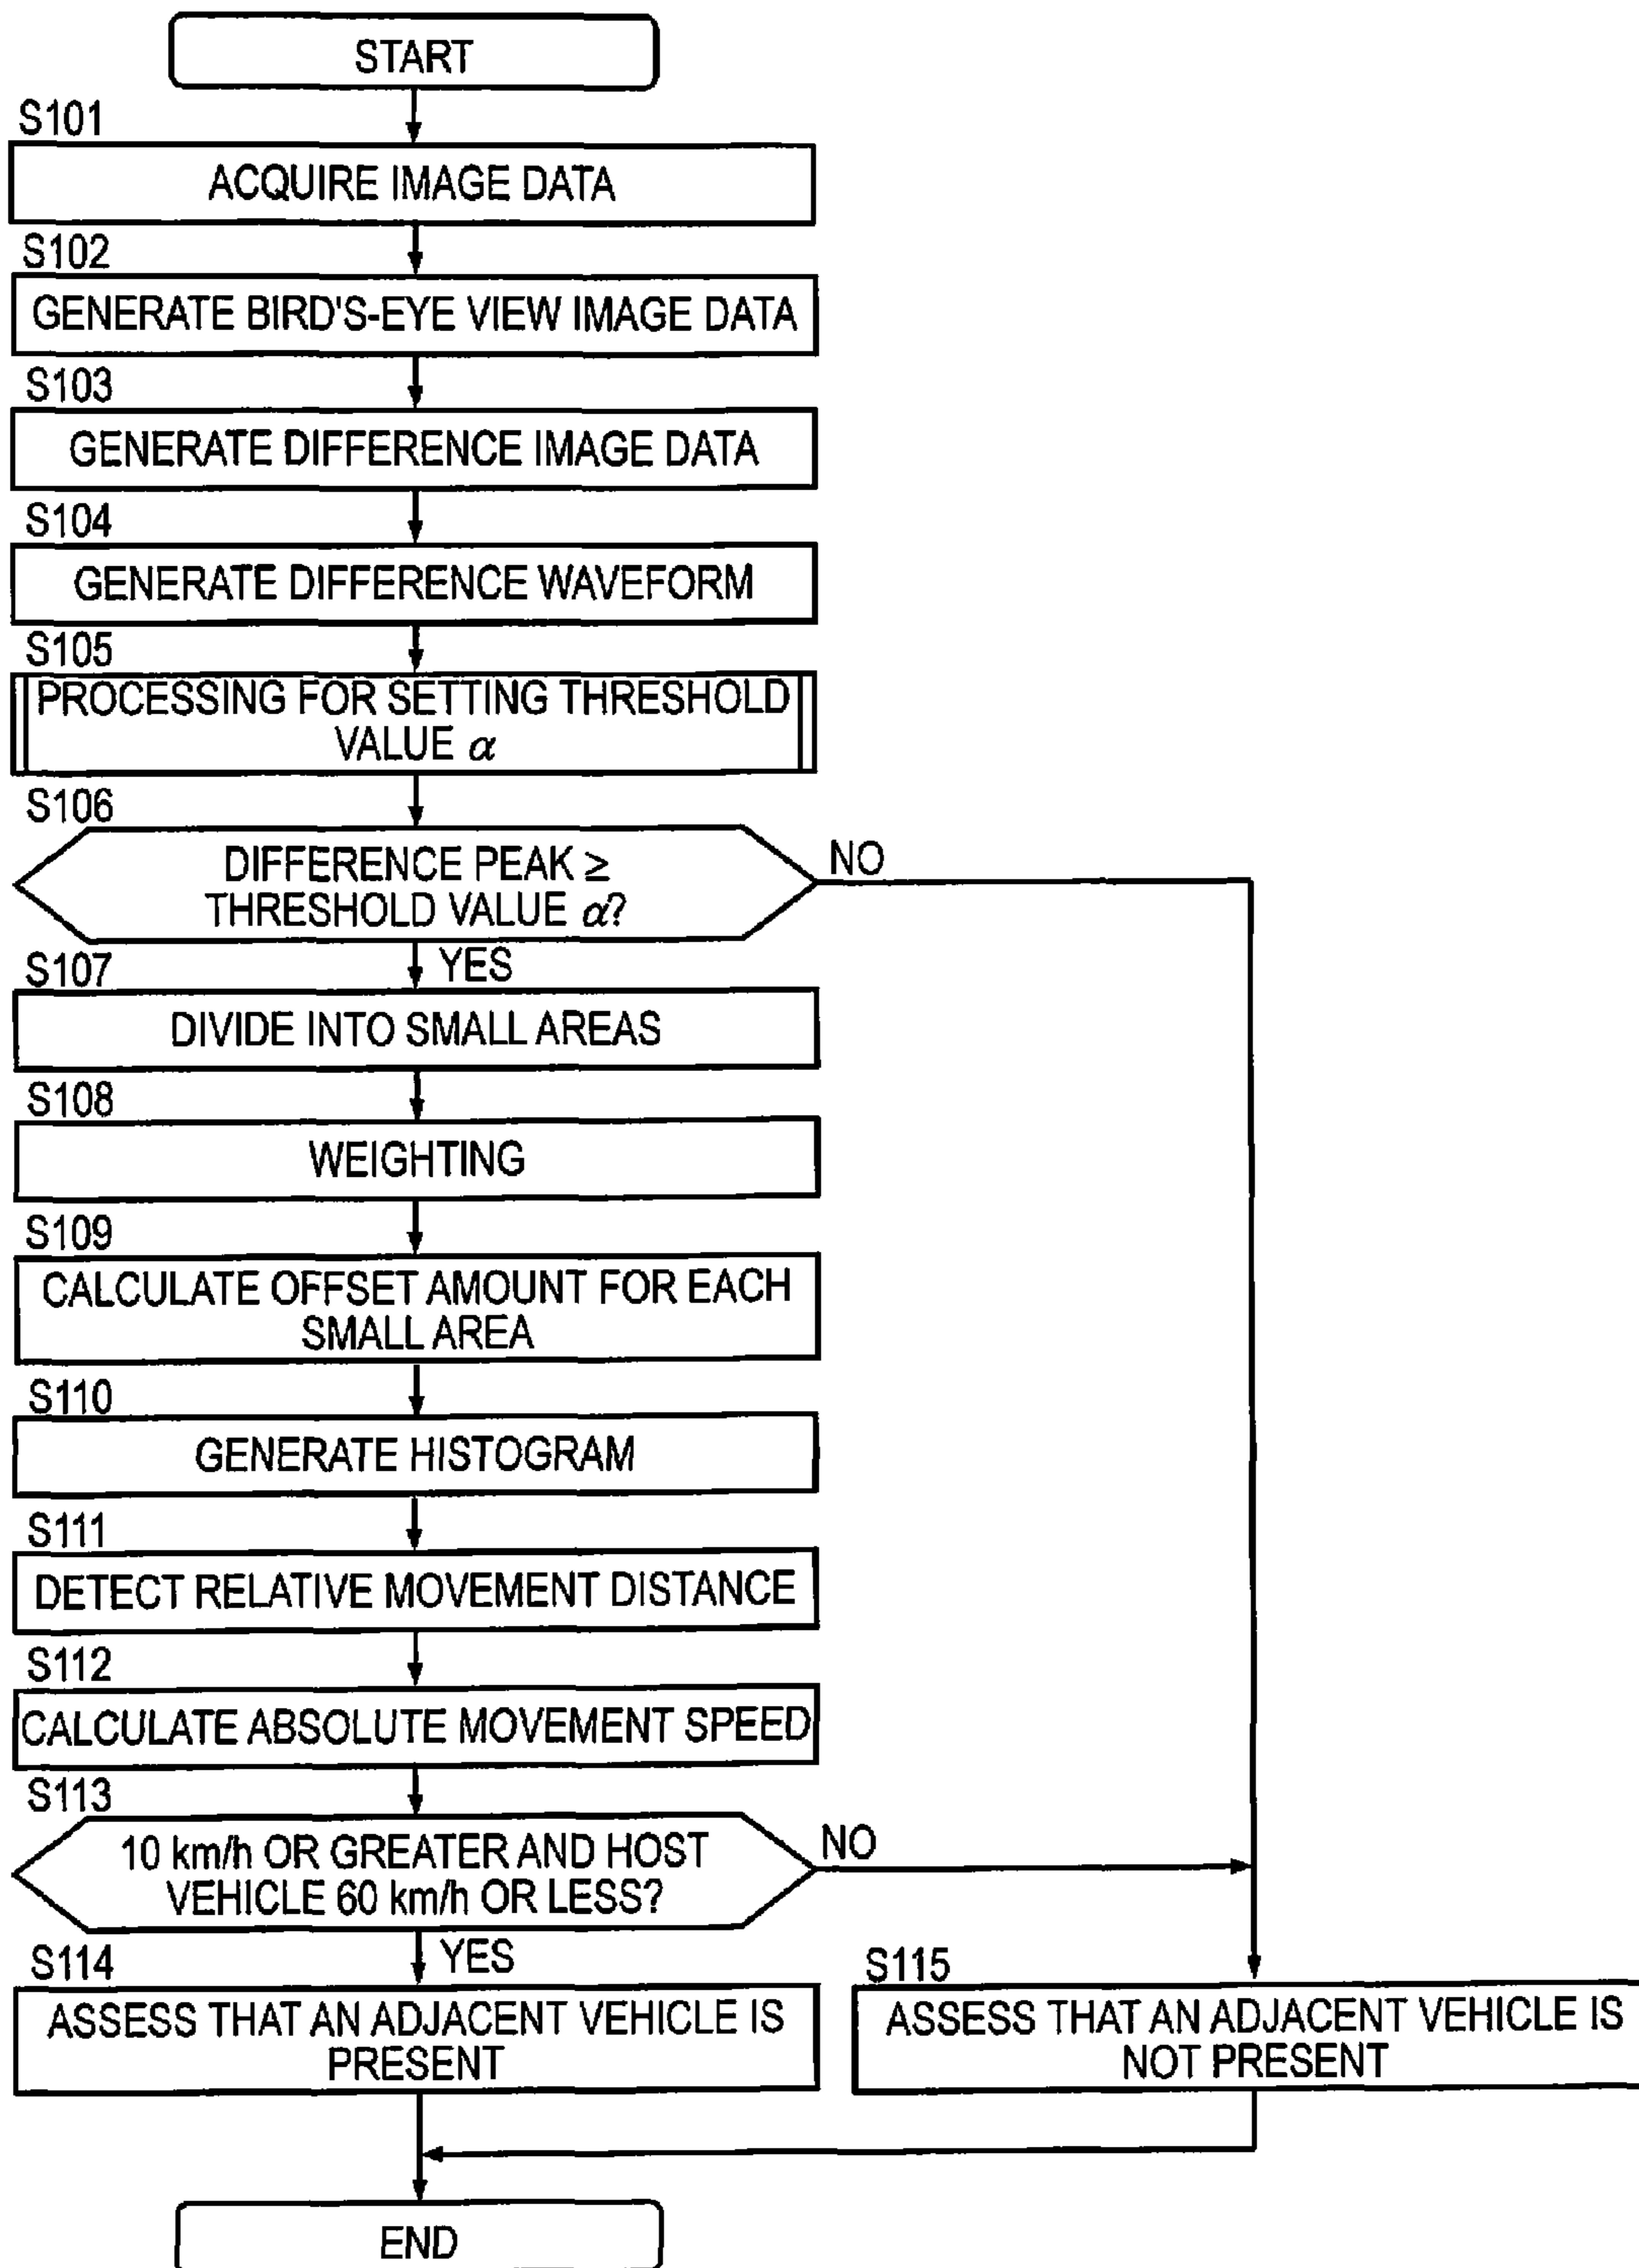 START
S101
ACQUIRE IMAGE DATA
S102
GENERATE BIRD'S-EYE VIEW IMAGE DATA
S103
GENERATE DIFFERENCE IMAGE DATA
S104
GENERATE DIFFERENCE WAVEFORM
S105
PROCESSING FOR SETTING THRESHOLD
VALUE α
S106
DIFFERENCE PEAK ≥
THRESHOLD VALUE α?
NO
YES
S107
DIVIDE INTO SMALL AREAS
S108
WEIGHTING
S109
CALCULATE OFFSET AMOUNT FOR EACH
SMALL AREA
S110
GENERATE HISTOGRAM
S111
DETECT RELATIVE MOVEMENT DISTANCE
S112
CALCULATE ABSOLUTE MOVEMENT SPEED
S113
10 km/h OR GREATER AND HOST
VEHICLE 60 km/h OR LESS?
NO
YES
S114
ASSESS THAT AN ADJACENT VEHICLE IS
PRESENT
S115
ASSESS THAT AN ADJACENT VEHICLE IS
NOT PRESENT
END